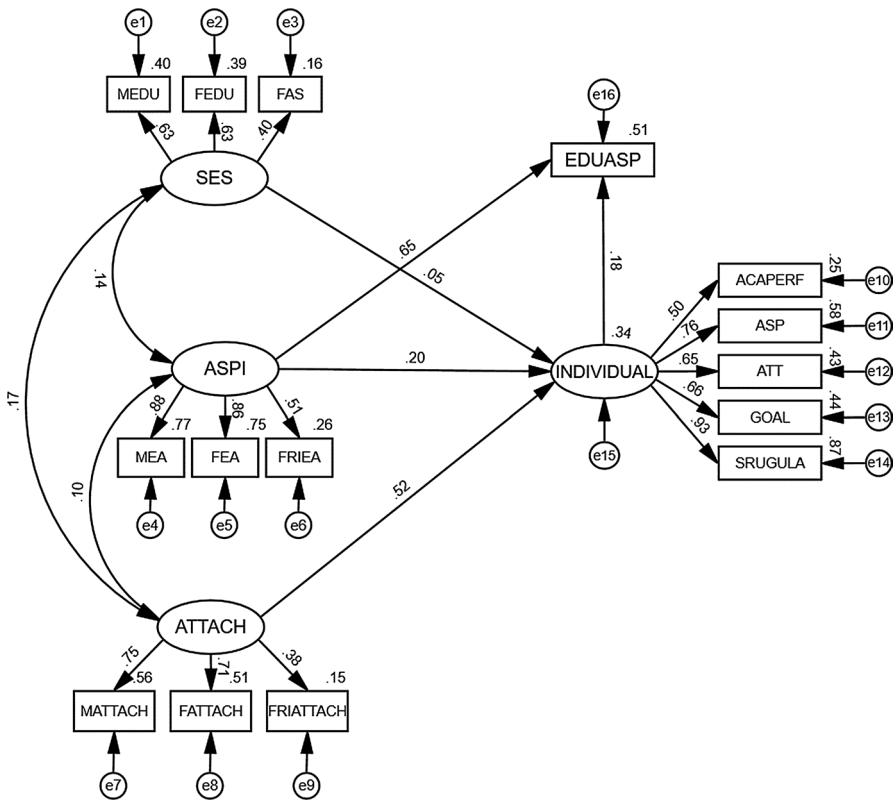 e1 e2 e3
.40 .39 .16
MEDU FEDU FAS
.63 .63 .40
SES
e16
.51
EDUASP
.65
.05
.14
.18
.25
ACAPERF e10
.50
.58
.76
ASP e11
.34
.20
ASPI
INDIVIDUAL
.65
.43
ATT e12
.66
.44
GOAL e13
.93
.87
SRUGULA e14
.88 .86 .51
.77 .75 .26
MEA FEA FRIEA
e15
e4 e5 e6
.17
.10
.52
ATTACH
.75 .71 .38
.56 .51 .15
MATTACH FATTACH FRIATTACH
e7 e8 e9